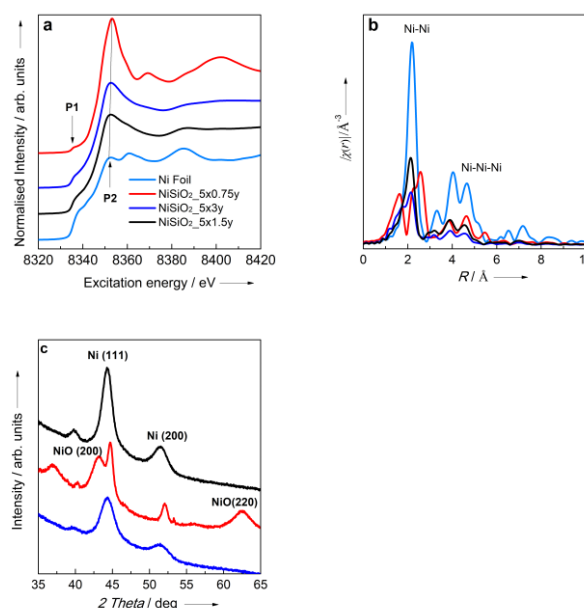 a
Normalised Intensity / arb. units
P1
P2
Ni Foil
NiSiO2_5x0.75y
NiSiO2_5x3y
NiSiO2_5x1.5y
8320 8340 8360 8380 8400 8420
Excitation energy / eV
b
|χ(r)|/Å-3
Ni-Ni
Ni-Ni-Ni
0 2 4 6 8 10
R / Å
c
Intensity / arb. units
Ni (111)
Ni (200)
NiO (200)
NiO(220)
35 40 45 50 55 60 65
2 Theta / deg